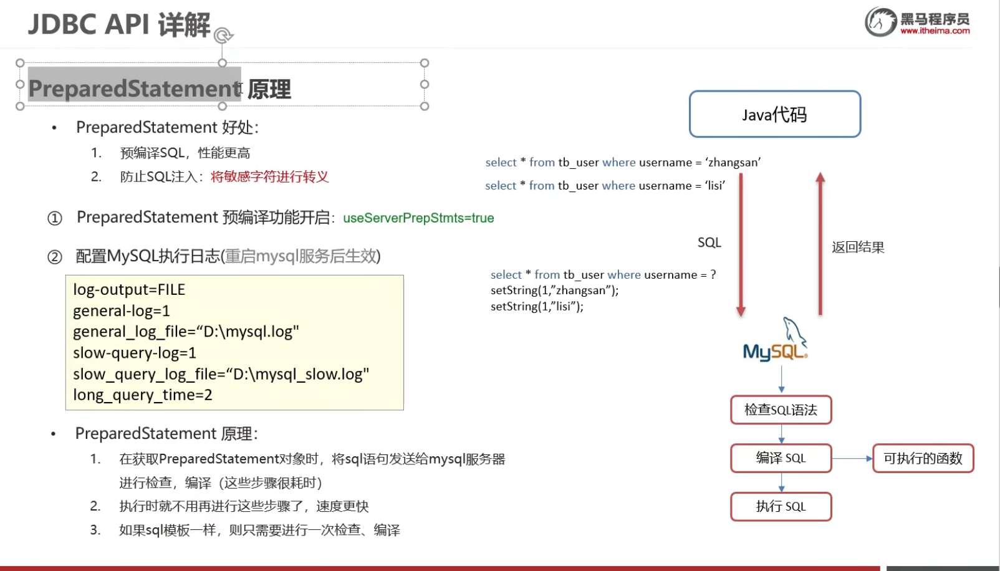 JDBC API 详解
黑马程序员
www.itheima.com
PreparedStatement 原理
• PreparedStatement 好处：
1. 预编译SQL，性能更高
2. 防止SQL注入：将敏感字符进行转义
① PreparedStatement 预编译功能开启：useServerPrepStmts=true
② 配置MySQL执行日志(重启mysql服务后生效)
log-output=FILE
general-log=1
general_log_file=“D:\mysql.log"
slow-query-log=1
slow_query_log_file=“D:\mysql_slow.log"
long_query_time=2
• PreparedStatement 原理：
1. 在获取PreparedStatement对象时，将sql语句发送给mysql服务器
进行检查，编译（这些步骤很耗时）
2. 执行时就不用再进行这些步骤了，速度更快
3. 如果sql模板一样，则只需要进行一次检查、编译
Java代码
select * from tb_user where username = ‘zhangsan’
select * from tb_user where username = ‘lisi’
SQL
返回结果
select * from tb_user where username = ?
setString(1,”zhangsan”);
setString(1,”lisi”);
MySQL®
检查SQL语法
编译 SQL
可执行的函数
执行 SQL